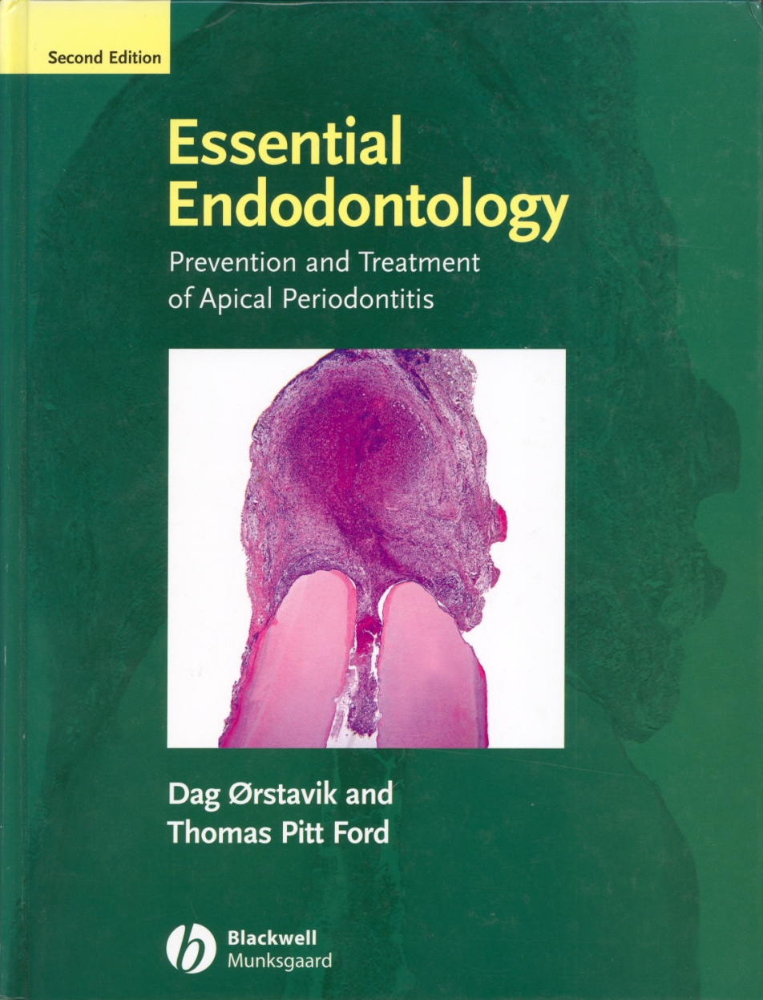 Second Edition
Essential
Endodontology
Prevention and Treatment
of Apical Periodontitis
Dag Ørstavik and
Thomas Pitt Ford
Blackwell
Munksgaard